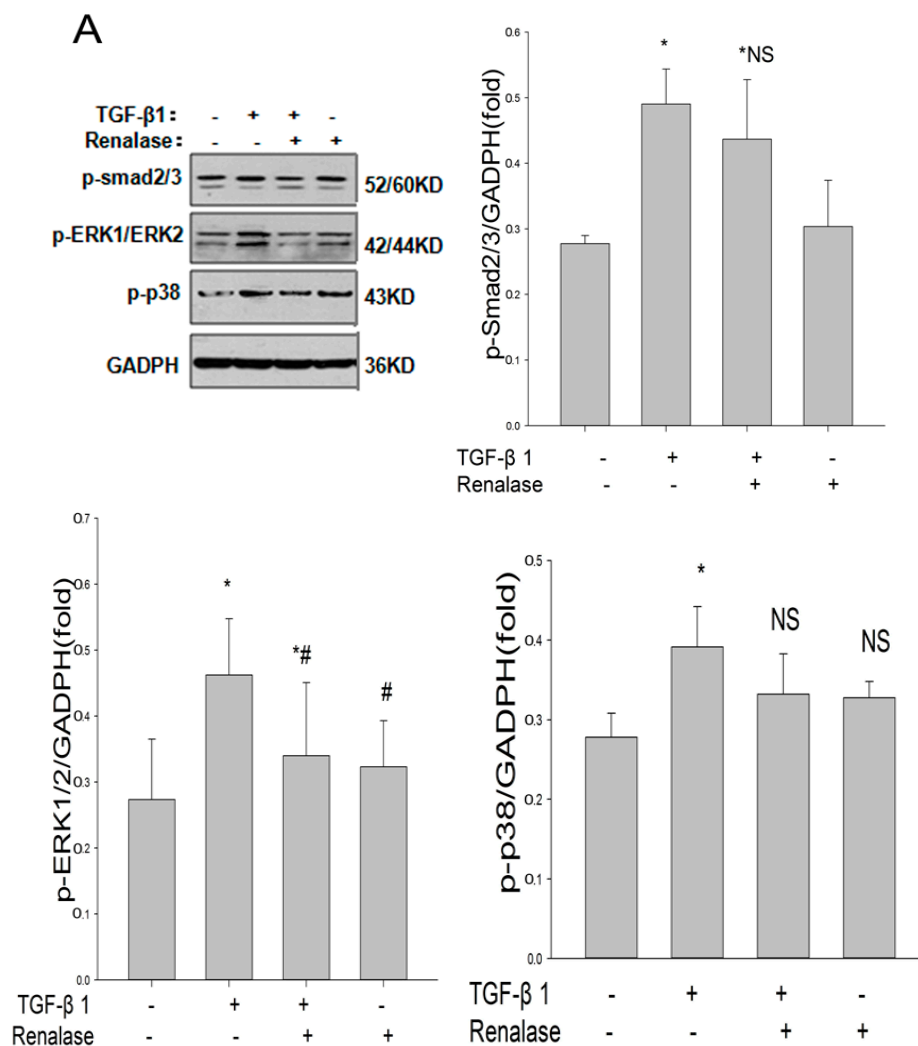 A
TGF-β1: - + + -
Renalase: - - + +
p-smad2/3 52/60KD
p-ERK1/ERK2 42/44KD
p-p38 43KD
GADPH 36KD
p-Smad2/3/GADPH(fold)
0.6
0.5
0.4
0.3
0.2
0.1
0.0
*
*NS
TGF-β 1 - + + -
Renalase - - + +
p-ERK1/2/GADPH(fold)
0.7
0.6
0.5
0.4
0.3
0.2
0.1
0.0
*
*#
#
TGF-β 1 - + + -
Renalase - - + +
p-p38/GADPH(fold)
0.5
0.4
0.3
0.2
0.1
0.0
*
NS
NS
TGF-β 1 - + + -
Renalase - - + +